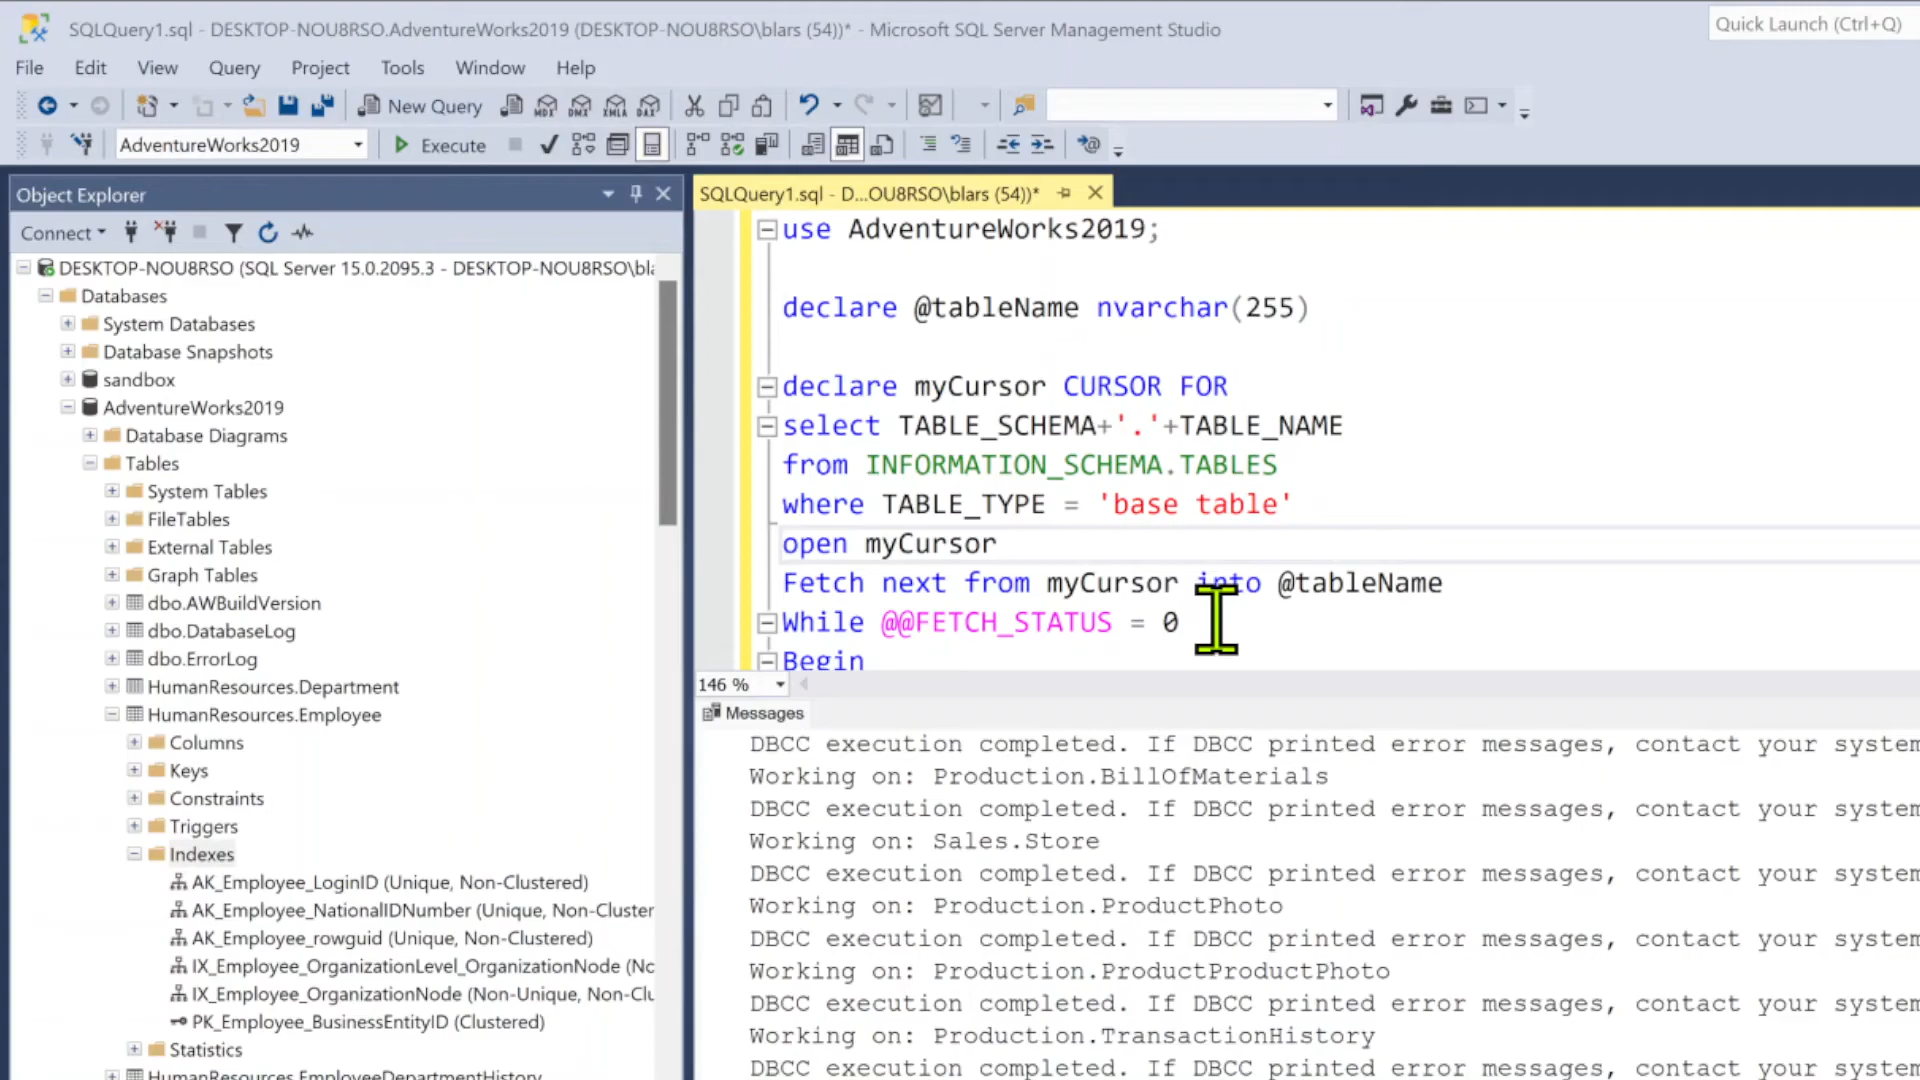 SQLQuery1.sql - DESKTOP-NOU8RSO.AdventureWorks2019 (DESKTOP-NOU8RSO\blars (54))* - Microsoft SQL Server Management Studio
Quick Launch (Ctrl+Q)
File Edit View Query Project Tools Window Help
New Query MDX DMX XMLA DAX
AdventureWorks2019 Execute
Object Explorer
Connect
DESKTOP-NOU8RSO (SQL Server 15.0.2095.3 - DESKTOP-NOU8RSO\bla
Databases
System Databases
Database Snapshots
sandbox
AdventureWorks2019
Database Diagrams
Tables
System Tables
FileTables
External Tables
Graph Tables
dbo.AWBuildVersion
dbo.DatabaseLog
dbo.ErrorLog
HumanResources.Department
HumanResources.Employee
Columns
Keys
Constraints
Triggers
Indexes
AK_Employee_LoginID (Unique, Non-Clustered)
AK_Employee_NationalIDNumber (Unique, Non-Cluster
AK_Employee_rowguid (Unique, Non-Clustered)
IX_Employee_OrganizationLevel_OrganizationNode (Nc
IX_Employee_OrganizationNode (Non-Unique, Non-Clu
PK_Employee_BusinessEntityID (Clustered)
Statistics
HumanResources.EmployeeDepartmentHistory
SQLQuery1.sql - D...OU8RSO\blars (54))*
use AdventureWorks2019;
declare @tableName nvarchar(255)
declare myCursor CURSOR FOR
select TABLE_SCHEMA+'.'+TABLE_NAME
from INFORMATION_SCHEMA.TABLES
where TABLE_TYPE = 'base table'
open myCursor
Fetch next from myCursor into @tableName
While @@FETCH_STATUS = 0
Begin
146 %
Messages
DBCC execution completed. If DBCC printed error messages, contact your system
Working on: Production.BillOfMaterials
DBCC execution completed. If DBCC printed error messages, contact your system
Working on: Sales.Store
DBCC execution completed. If DBCC printed error messages, contact your system
Working on: Production.ProductPhoto
DBCC execution completed. If DBCC printed error messages, contact your system
Working on: Production.ProductProductPhoto
DBCC execution completed. If DBCC printed error messages, contact your system
Working on: Production.TransactionHistory
DBCC execution completed. If DBCC printed error messages, contact your system